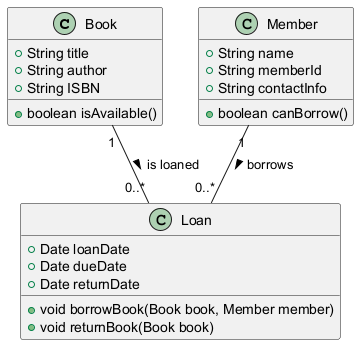 C Book
String title
String author
String ISBN
boolean isAvailable()
C Member
String name
String memberId
String contactInfo
boolean canBorrow()
1
1
is loaned
borrows
0..*
0..*
C Loan
Date loanDate
Date dueDate
Date returnDate
void borrowBook(Book book, Member member)
void returnBook(Book book)